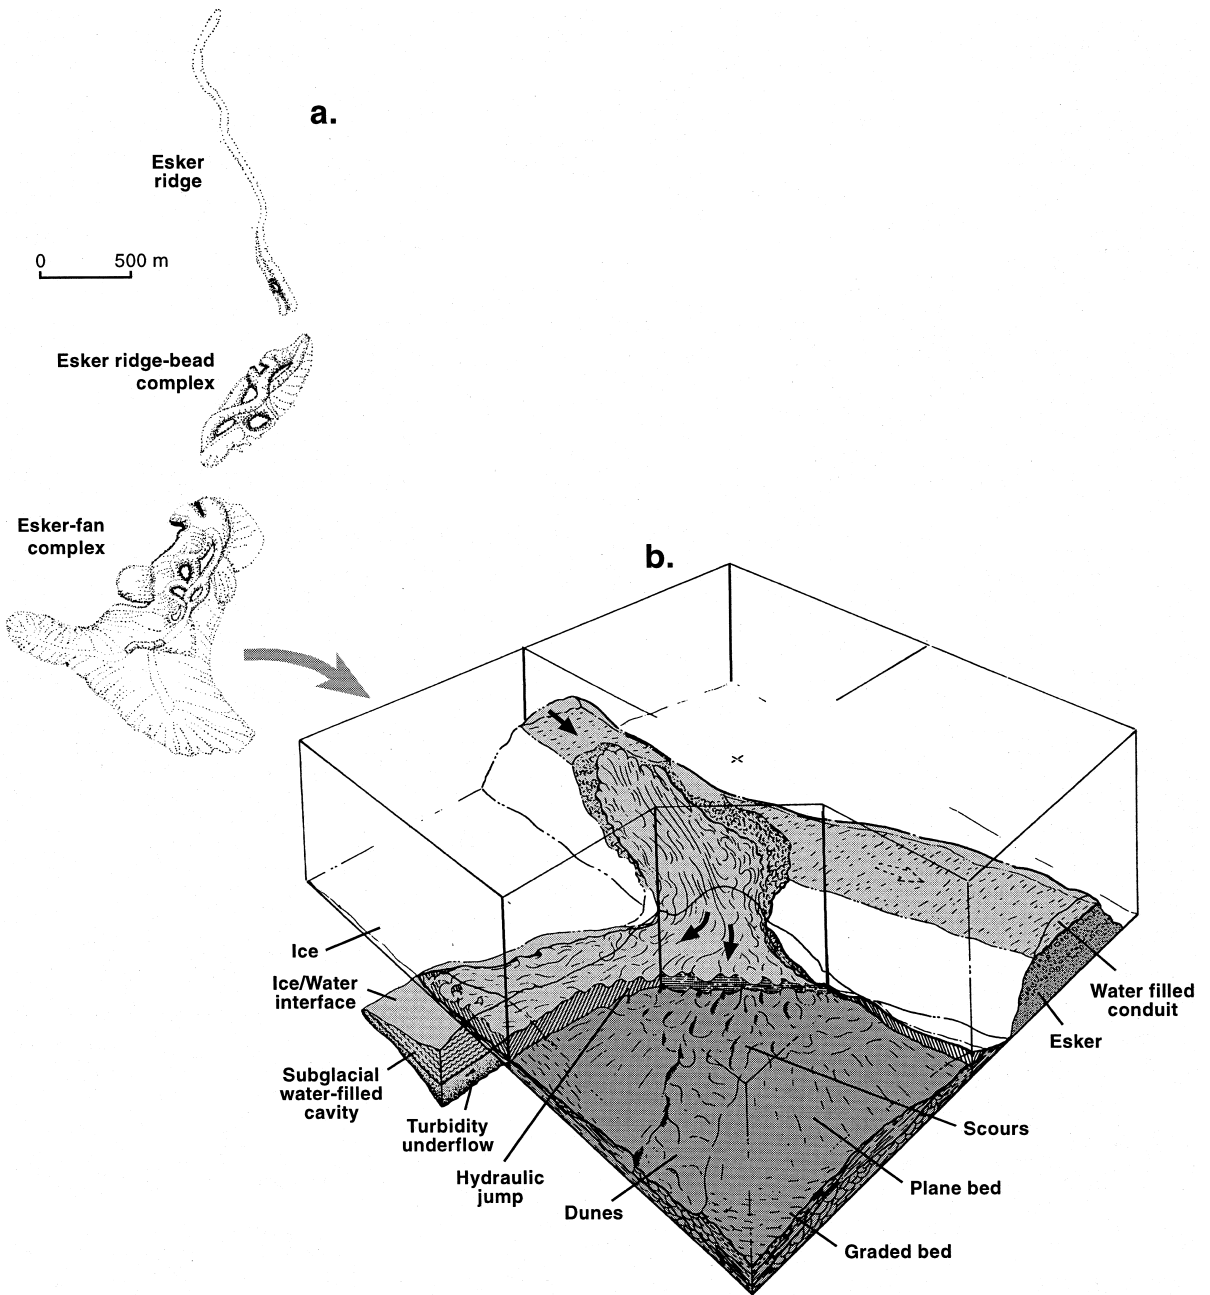 a.
Esker
ridge
0 500 m
Esker ridge-bead
complex
Esker-fan
complex
b.
Ice
Ice/Water
interface
Subglacial
water-filled
cavity
Turbidity
underflow
Hydraulic
jump
Dunes
Water filled
conduit
Esker
Scours
Plane bed
Graded bed